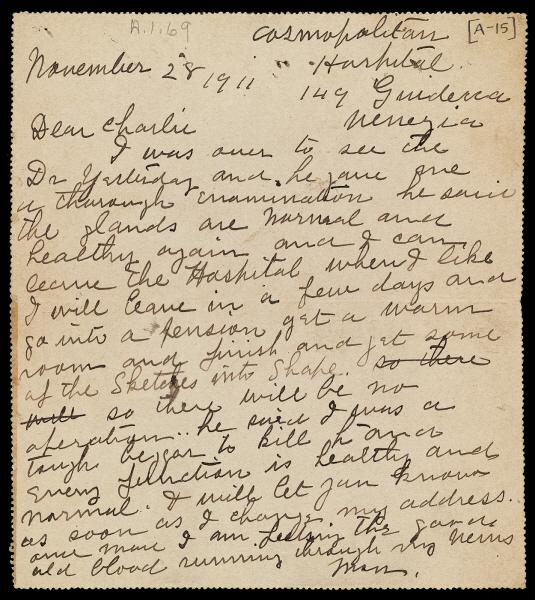 A.1.69
[A-15]
Cosmopolitan
Hospital.
November 28 1911
149 Guidecca
Venezia
Dear Charlie
I was over to see the
Dr Yesterday and he gave me
a thorough examination he said
the glands are normal and
healthy again and I can
leave the Hospital when I like
I will leave in a few days and
go into a pension get a warm
room and finish and get some
of the Sketches into Shape. so there
will so there will be no
operation.. he said I was a
tough beggar to kill and
Every function is healthy and
normal. I will let you know
as soon as I change my address.
once more I am feeling the good
old blood running through my veins
Maur.